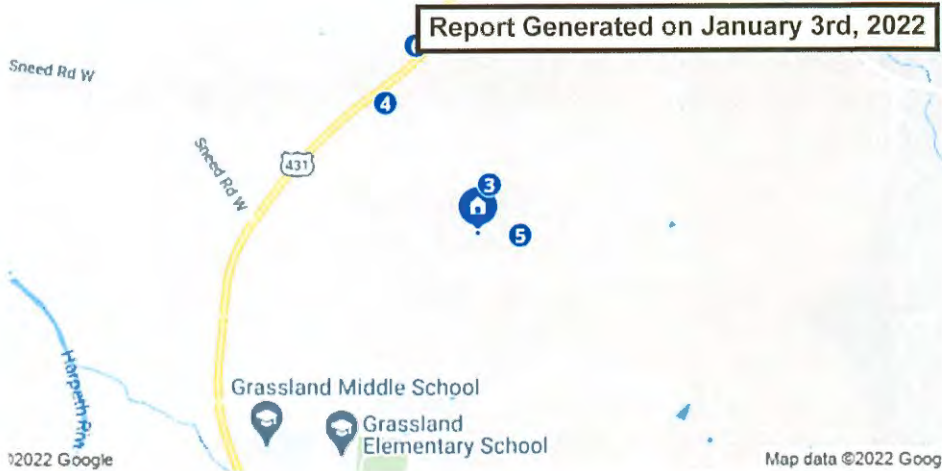 Report Generated on January 3rd, 2022
Sneed Rd W
4
Sneed Rd W
431
3
5
Harpeth Riv
Grassland Middle School
Grassland
Elementary School
2022 Google
Map data ©2022 Goog